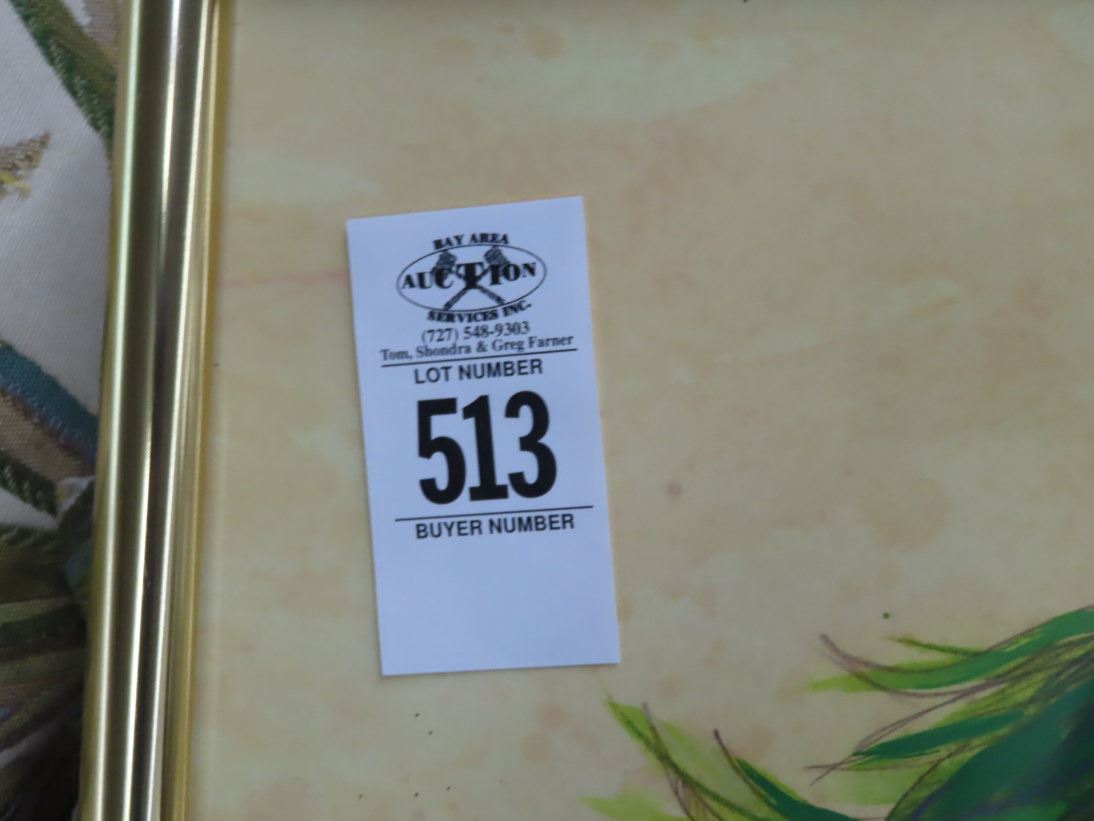 BAY AREA
AUCTION
SERVICES INC.
(727) 548-9303
Tom, Shondra & Greg Farner
LOT NUMBER
513
BUYER NUMBER